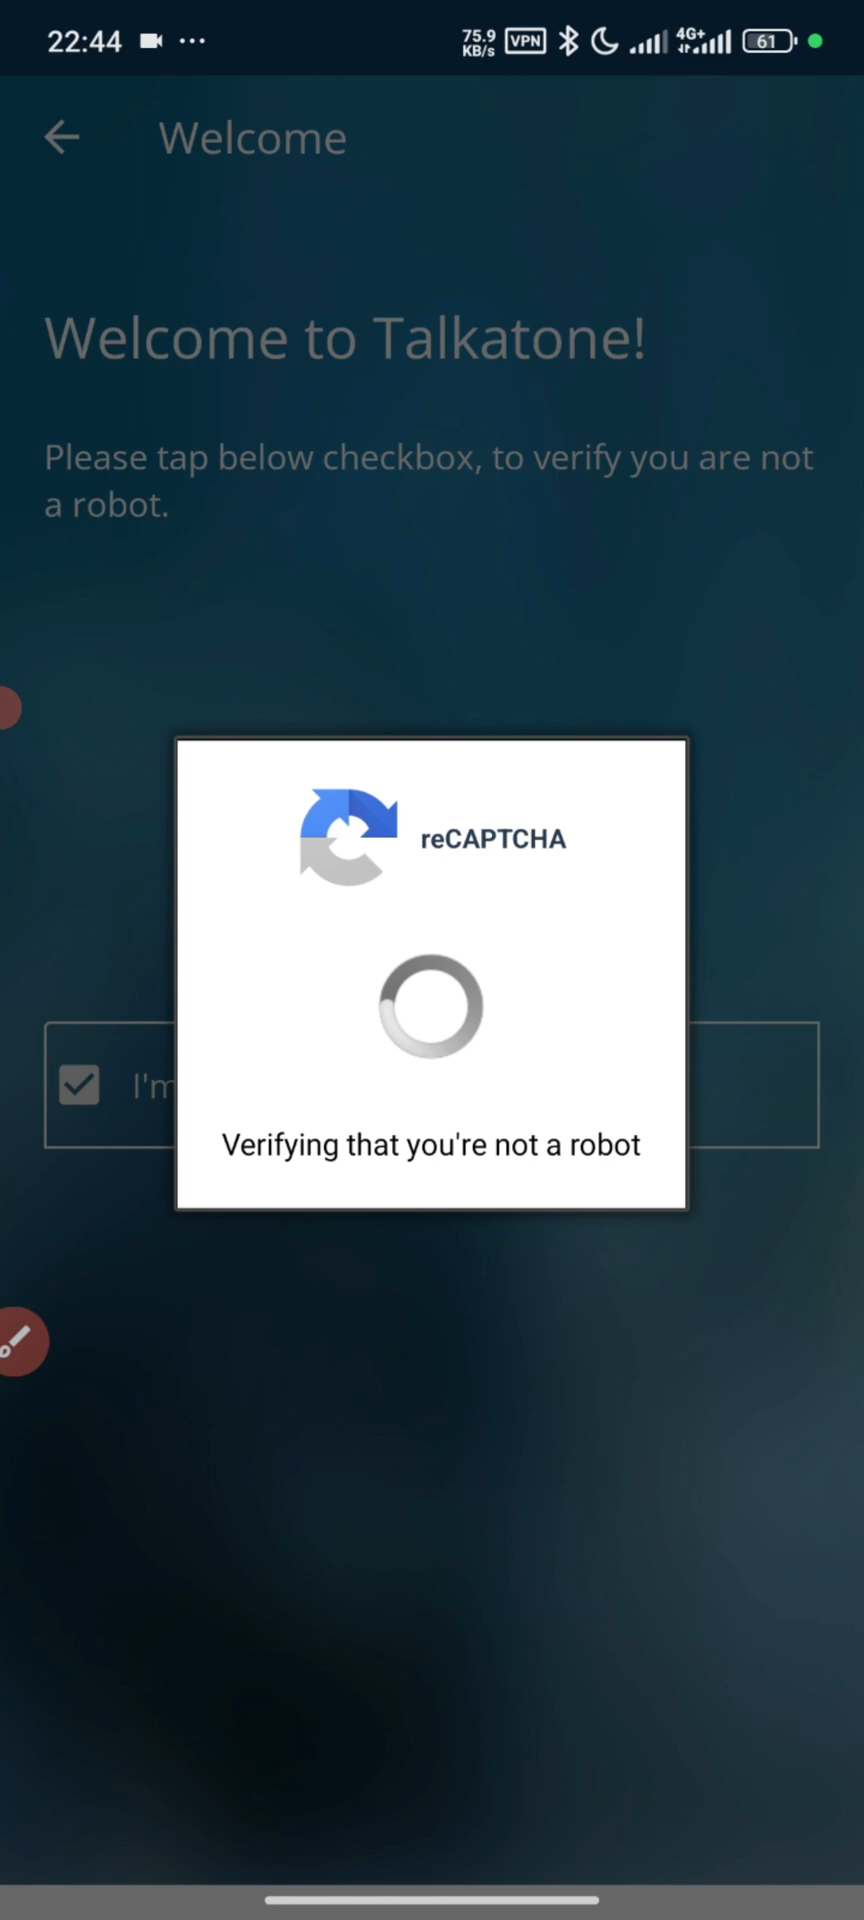 22:44 75.9 KB/s VPN 4G+ 61
Welcome
Welcome to Talkatone!
Please tap below checkbox, to verify you are not
a robot.
reCAPTCHA
I'm
Verifying that you're not a robot